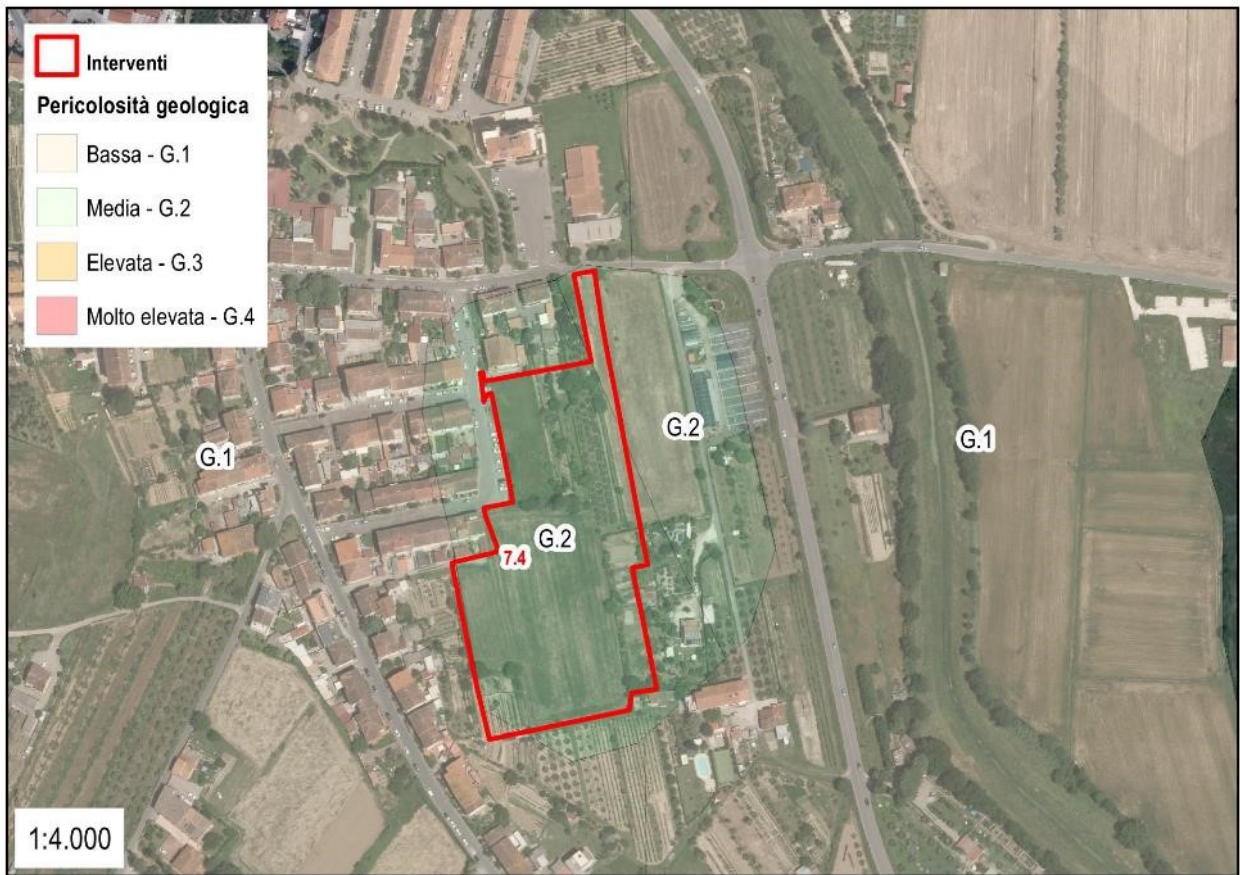 Interventi
Pericolosità geologica
Bassa - G.1
Media - G.2
Elevata - G.3
Molto elevata - G.4
G.2
G.1
G.1
G.2
7.4
1:4.000